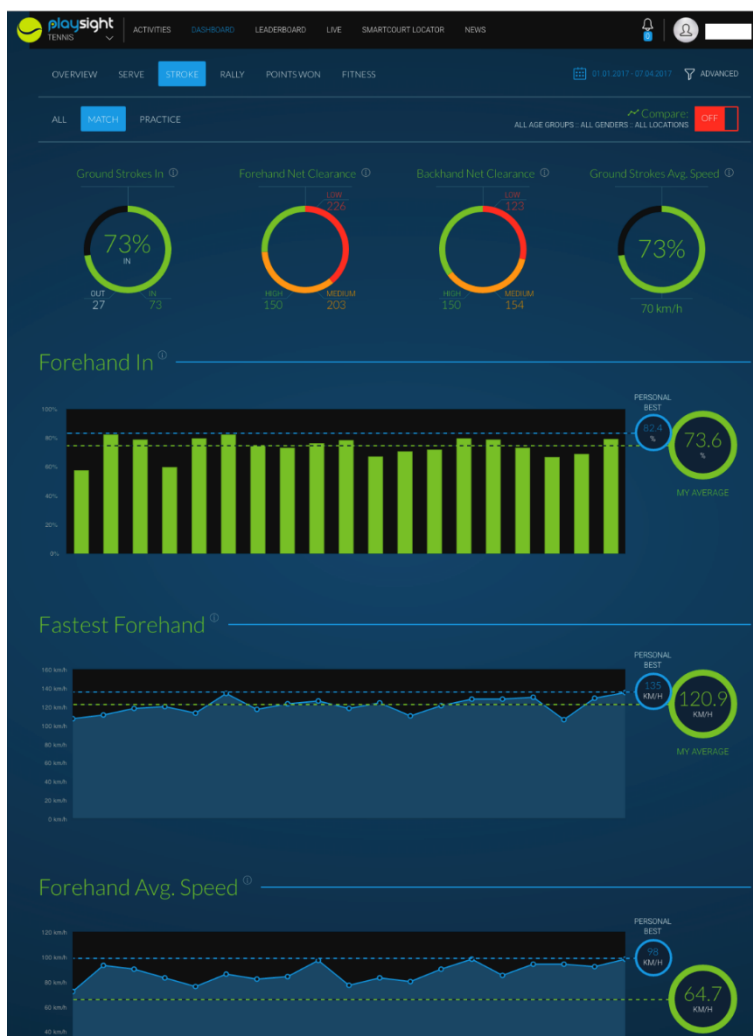 playsight
TENNIS
ACTIVITIES DASHBOARD LEADERBOARD LIVE SMARTCOURT LOCATOR NEWS
0
OVERVIEW SERVE STROKE RALLY POINTS WON FITNESS
01.01.2017 - 07.04.2017 ADVANCED
ALL MATCH PRACTICE
Compare:
ALL AGE GROUPS :: ALL GENDERS :: ALL LOCATIONS
OFF
Ground Strokes In
73%
IN
OUT
27
IN
73
Forehand Net Clearance
LOW
226
HIGH
150
MEDIUM
203
Backhand Net Clearance
LOW
123
HIGH
150
MEDIUM
154
Ground Strokes Avg. Speed
73%
70 km/h
Forehand In
100%
80%
60%
40%
20%
0%
PERSONAL
BEST
82.4
%
73.6
%
MY AVERAGE
Fastest Forehand
160 km/h
140 km/h
120 km/h
100 km/h
80 km/h
60 km/h
40 km/h
20 km/h
0 km/h
PERSONAL
BEST
135
KM/H
120.9
KM/H
MY AVERAGE
Forehand Avg. Speed
120 km/h
100 km/h
80 km/h
60 km/h
40 km/h
PERSONAL
BEST
98
KM/H
64.7
KM/H